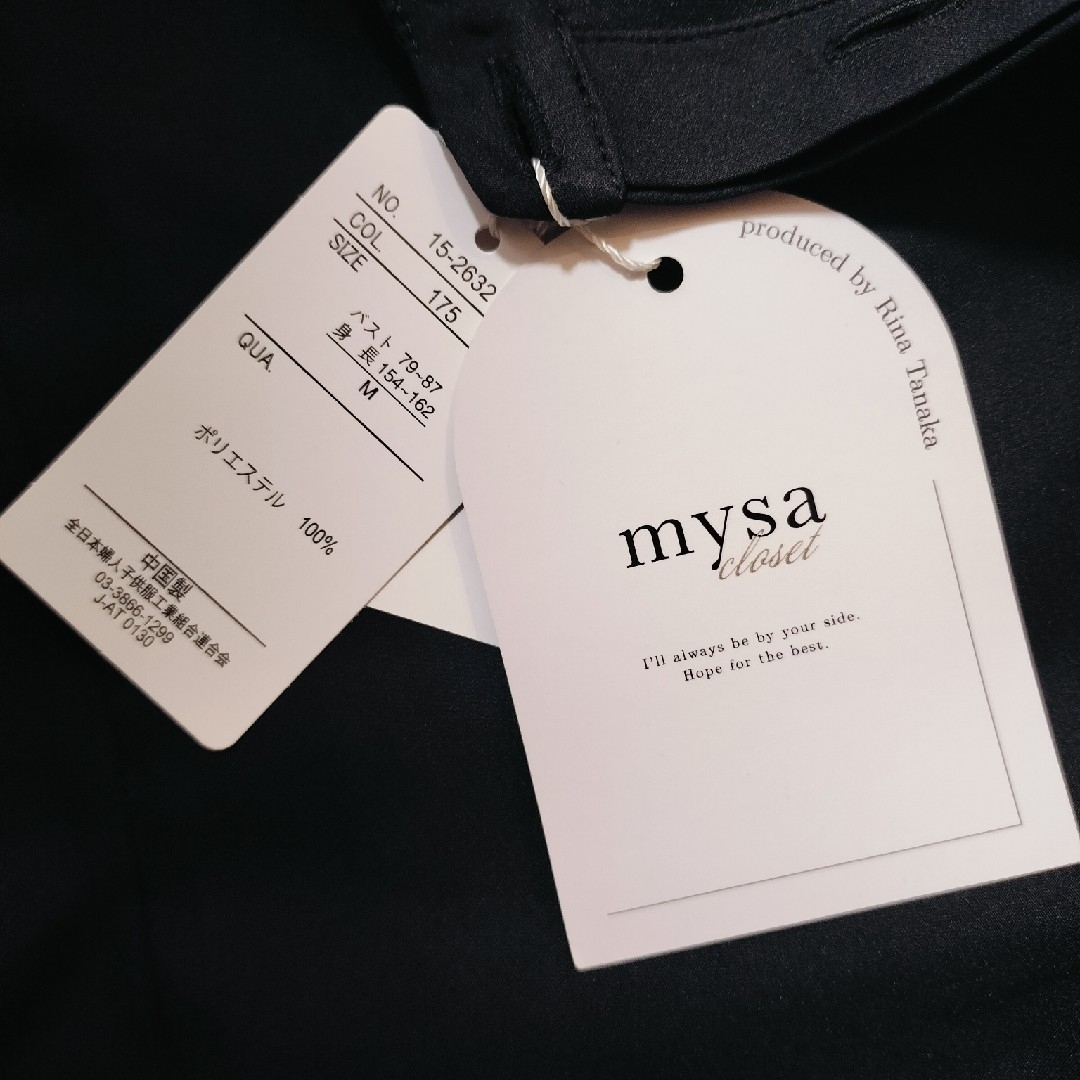 NO. 15-2632
COL. 175
SIZE
バスト 79~87
身 長 154~162
M
QUA.
ポリエステル 100%
中国製
全日本婦人子供服工業組合連合会
03-3866-1299
J-AT 0130
produced by Rina Tanaka
mysa
closet
I'll always be by your side.
Hope for the best.